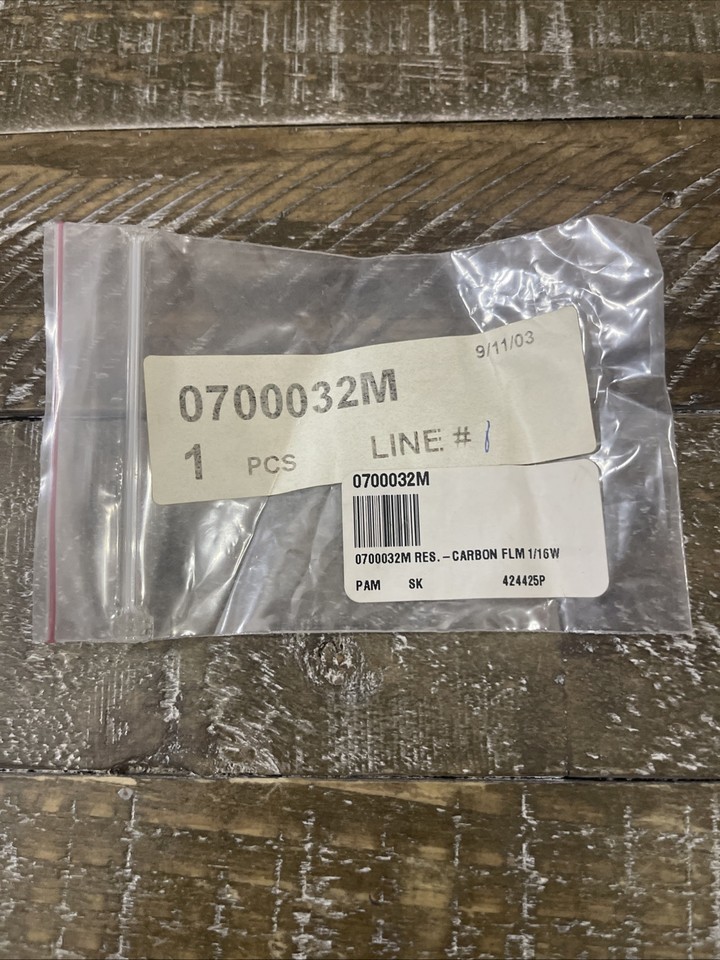 9/11/03
0700032M
1 PCS LINE # 8
0700032M
0700032M RES.-CARBON FLM 1/16W
PAM SK 424425P